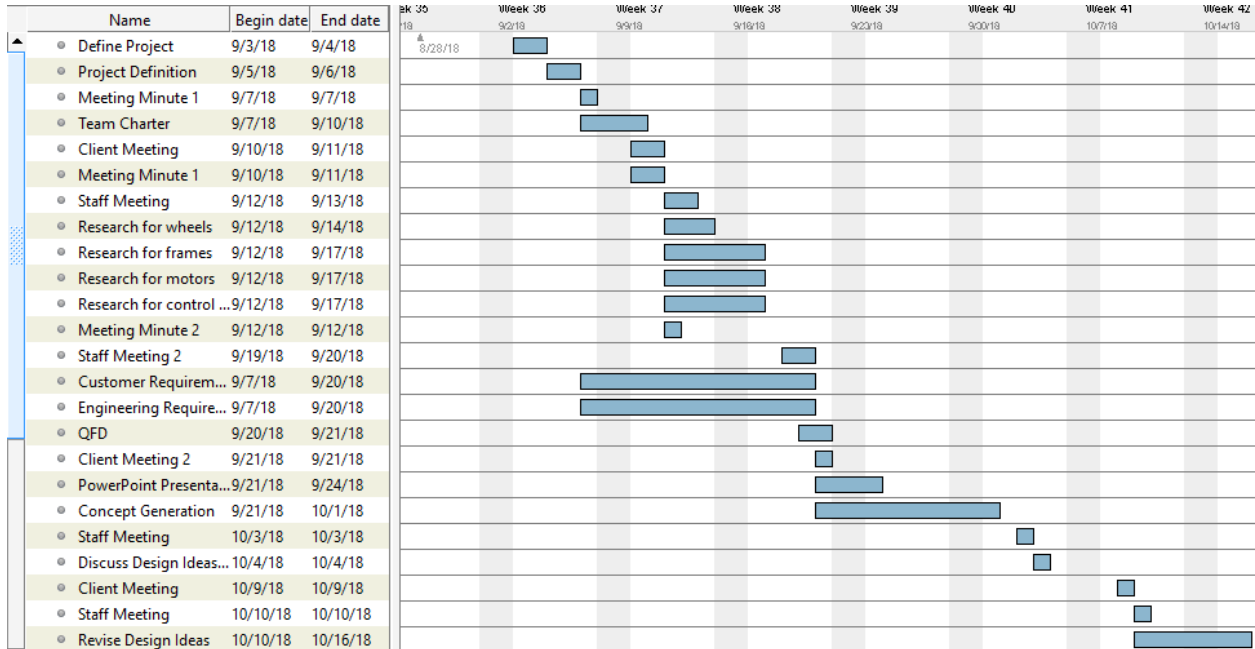 Name Begin date End date
ek 35 Week 36 Week 37 Week 38 Week 39 Week 40 Week 41 Week 42
/18 9/2/18 9/9/18 9/16/18 9/23/18 9/30/18 10/7/18 10/14/18
8/28/18
Define Project 9/3/18 9/4/18
Project Definition 9/5/18 9/6/18
Meeting Minute 1 9/7/18 9/7/18
Team Charter 9/7/18 9/10/18
Client Meeting 9/10/18 9/11/18
Meeting Minute 1 9/10/18 9/11/18
Staff Meeting 9/12/18 9/13/18
Research for wheels 9/12/18 9/14/18
Research for frames 9/12/18 9/17/18
Research for motors 9/12/18 9/17/18
Research for control ... 9/12/18 9/17/18
Meeting Minute 2 9/12/18 9/12/18
Staff Meeting 2 9/19/18 9/20/18
Customer Requirem... 9/7/18 9/20/18
Engineering Require... 9/7/18 9/20/18
QFD 9/20/18 9/21/18
Client Meeting 2 9/21/18 9/21/18
PowerPoint Presenta... 9/21/18 9/24/18
Concept Generation 9/21/18 10/1/18
Staff Meeting 10/3/18 10/3/18
Discuss Design Ideas... 10/4/18 10/4/18
Client Meeting 10/9/18 10/9/18
Staff Meeting 10/10/18 10/10/18
Revise Design Ideas 10/10/18 10/16/18